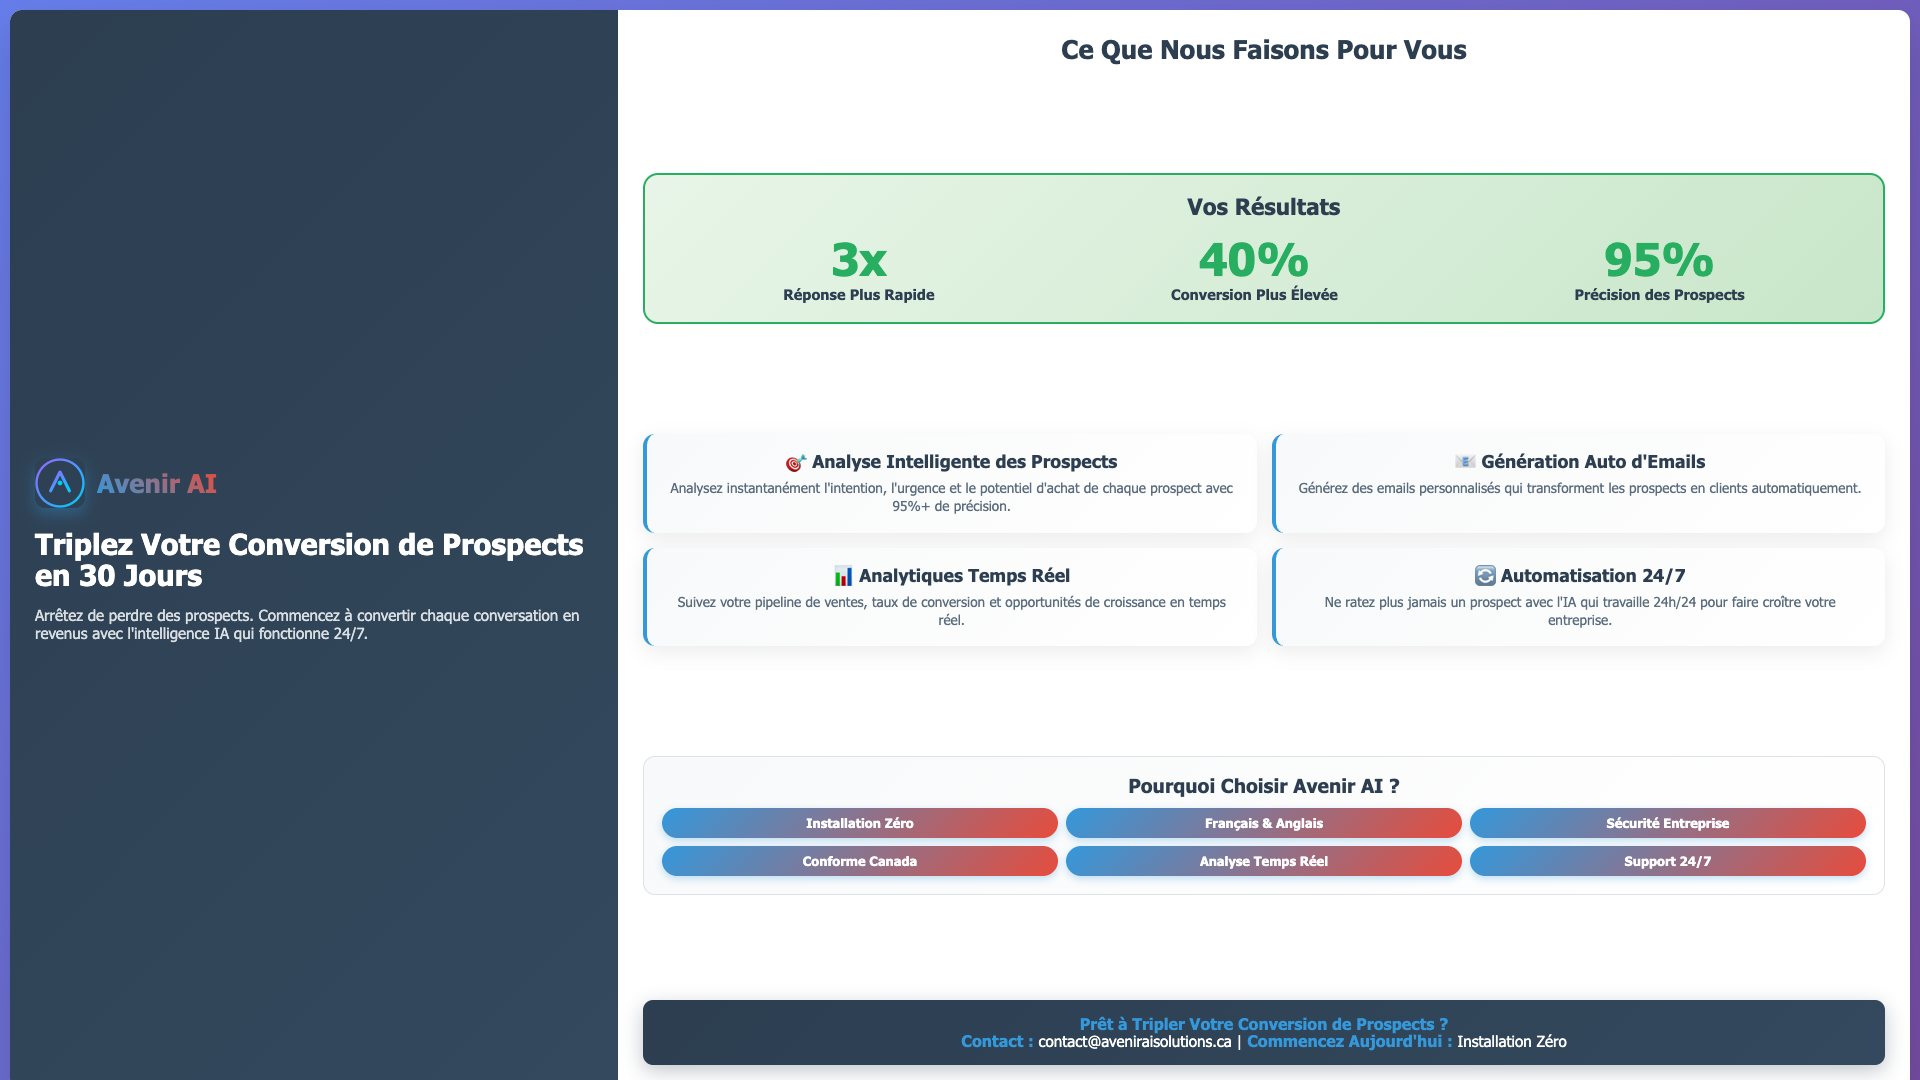 Avenir AI
Triplez Votre Conversion de Prospects
en 30 Jours
Arrêtez de perdre des prospects. Commencez à convertir chaque conversation en
revenus avec l'intelligence IA qui fonctionne 24/7.
Ce Que Nous Faisons Pour Vous
Vos Résultats
3x
Réponse Plus Rapide
40%
Conversion Plus Élevée
95%
Précision des Prospects
🎯 Analyse Intelligente des Prospects
Analysez instantanément l'intention, l'urgence et le potentiel d'achat de chaque prospect avec
95%+ de précision.
📧 Génération Auto d'Emails
Générez des emails personnalisés qui transforment les prospects en clients automatiquement.
📊 Analytiques Temps Réel
Suivez votre pipeline de ventes, taux de conversion et opportunités de croissance en temps
réel.
🔄 Automatisation 24/7
Ne ratez plus jamais un prospect avec l'IA qui travaille 24h/24 pour faire croître votre
entreprise.
Pourquoi Choisir Avenir AI ?
Installation Zéro
Français & Anglais
Sécurité Entreprise
Conforme Canada
Analyse Temps Réel
Support 24/7
Prêt à Tripler Votre Conversion de Prospects ?
Contact : contact@aveniraisolutions.ca | Commencez Aujourd'hui : Installation Zéro